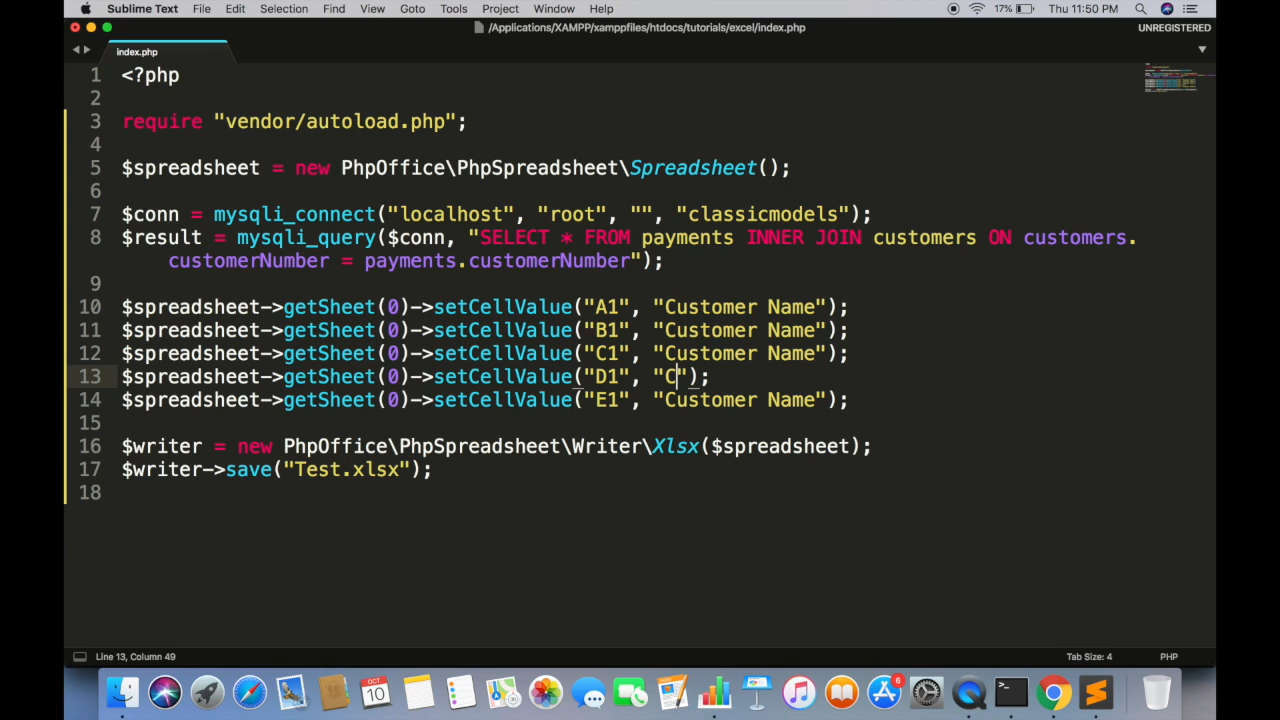 Sublime Text File Edit Selection Find View Goto Tools Project Window Help 17% Thu 11:50 PM
/Applications/XAMPP/xamppfiles/htdocs/tutorials/excel/index.php UNREGISTERED
index.php
1 <?php
2
3 require "vendor/autoload.php";
4
5 $spreadsheet = new PhpOffice\PhpSpreadsheet\Spreadsheet();
6
7 $conn = mysqli_connect("localhost", "root", "", "classicmodels");
8 $result = mysqli_query($conn, "SELECT * FROM payments INNER JOIN customers ON customers.
customerNumber = payments.customerNumber");
9
10 $spreadsheet->getSheet(0)->setCellValue("A1", "Customer Name");
11 $spreadsheet->getSheet(0)->setCellValue("B1", "Customer Name");
12 $spreadsheet->getSheet(0)->setCellValue("C1", "Customer Name");
13 $spreadsheet->getSheet(0)->setCellValue("D1", "C");
14 $spreadsheet->getSheet(0)->setCellValue("E1", "Customer Name");
15
16 $writer = new PhpOffice\PhpSpreadsheet\Writer\Xlsx($spreadsheet);
17 $writer->save("Test.xlsx");
18
Line 13, Column 49 Tab Size: 4 PHP
OCT
10
6
>_